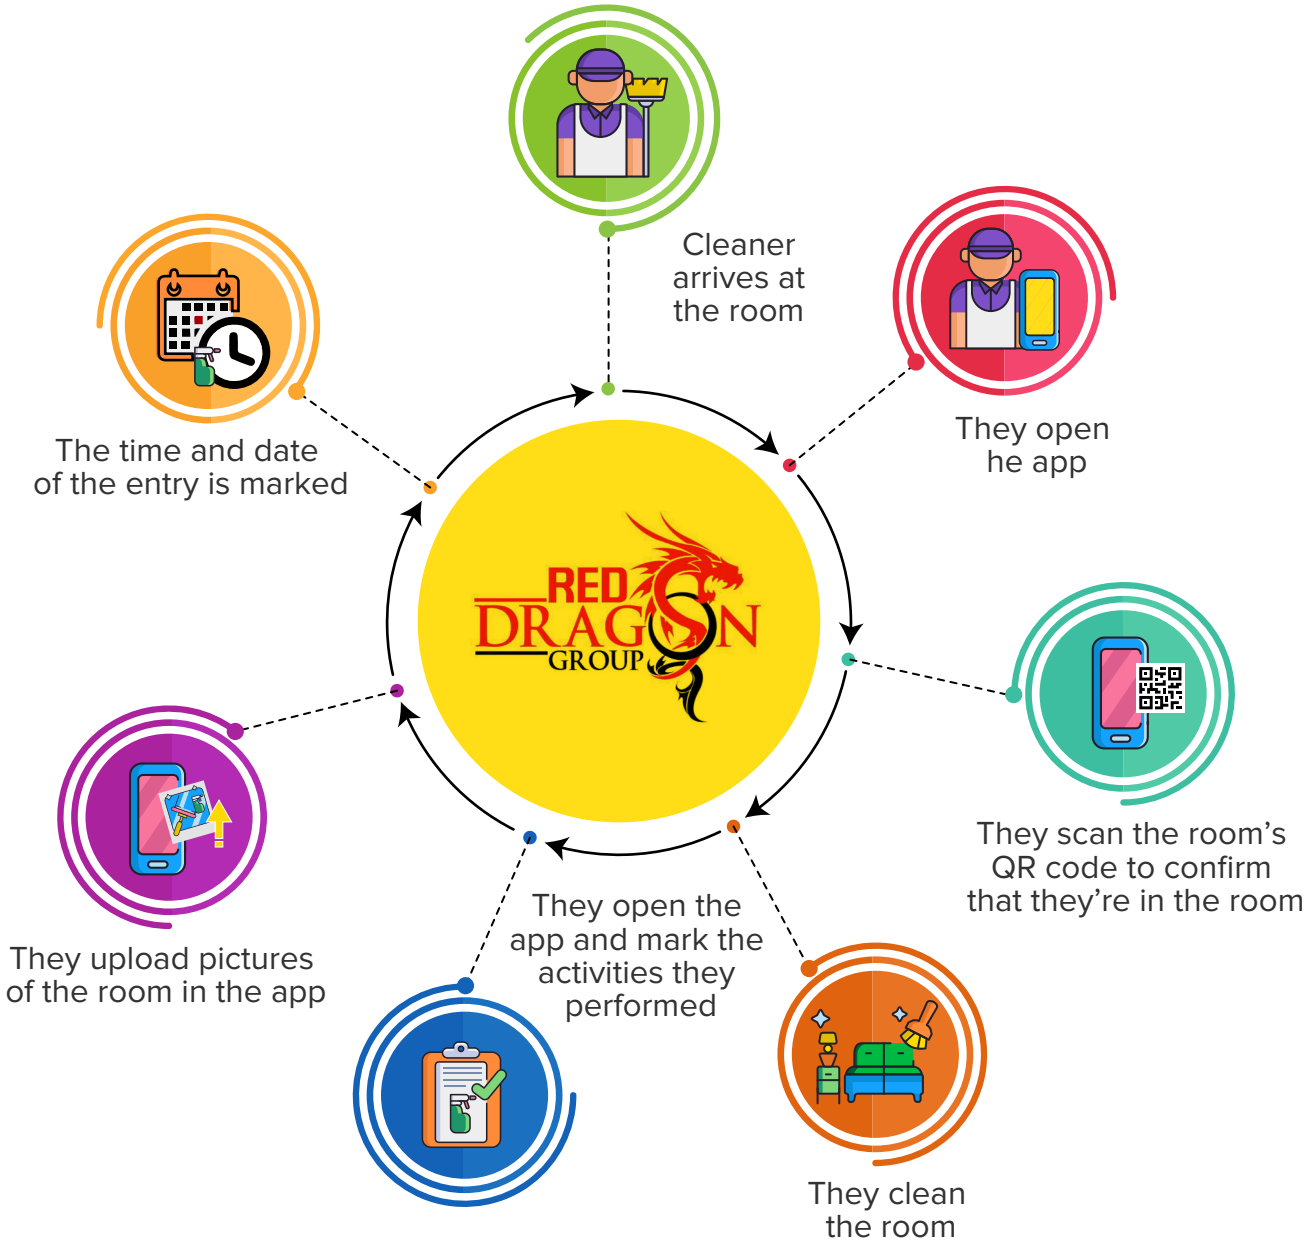 Cleaner
arrives at
the room
They open
he app
They scan the room’s
QR code to confirm
that they’re in the room
They clean
the room
They open the
app and mark the
activities they
performed
They upload pictures
of the room in the app
The time and date
of the entry is marked
RED
DRAGON
GROUP